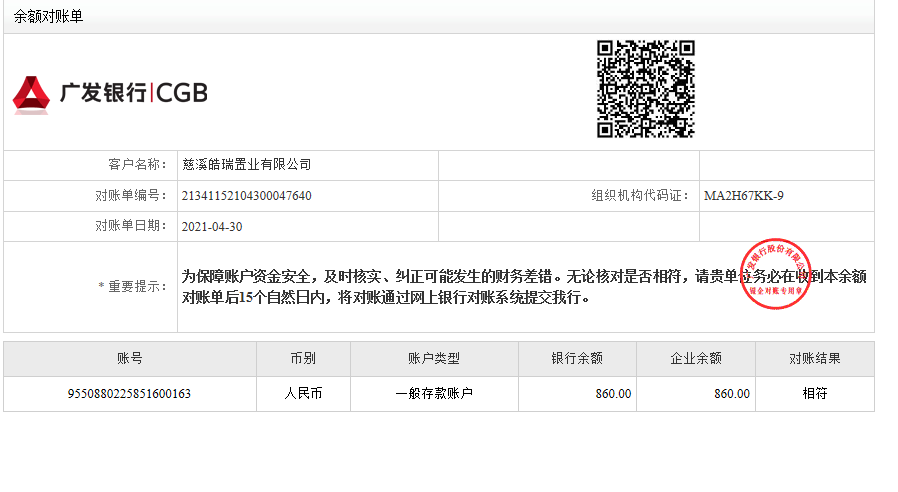 余额对账单
广发银行|CGB
客户名称： 慈溪皓瑞置业有限公司
对账单编号： 21341152104300047640 组织机构代码证： MA2H67KK-9
对账单日期： 2021-04-30
*重要提示： 为保障账户资金安全，及时核实、纠正可能发生的财务差错。无论核对是否相符，请贵单位务必在收到本余额
对账单后15个自然日内，将对账通过网上银行对账系统提交我行。
发银行股份有限公
对账专用章
账号 币别 账户类型 银行余额 企业余额 对账结果
9550880225851600163 人民币 一般存款账户 860.00 860.00 相符